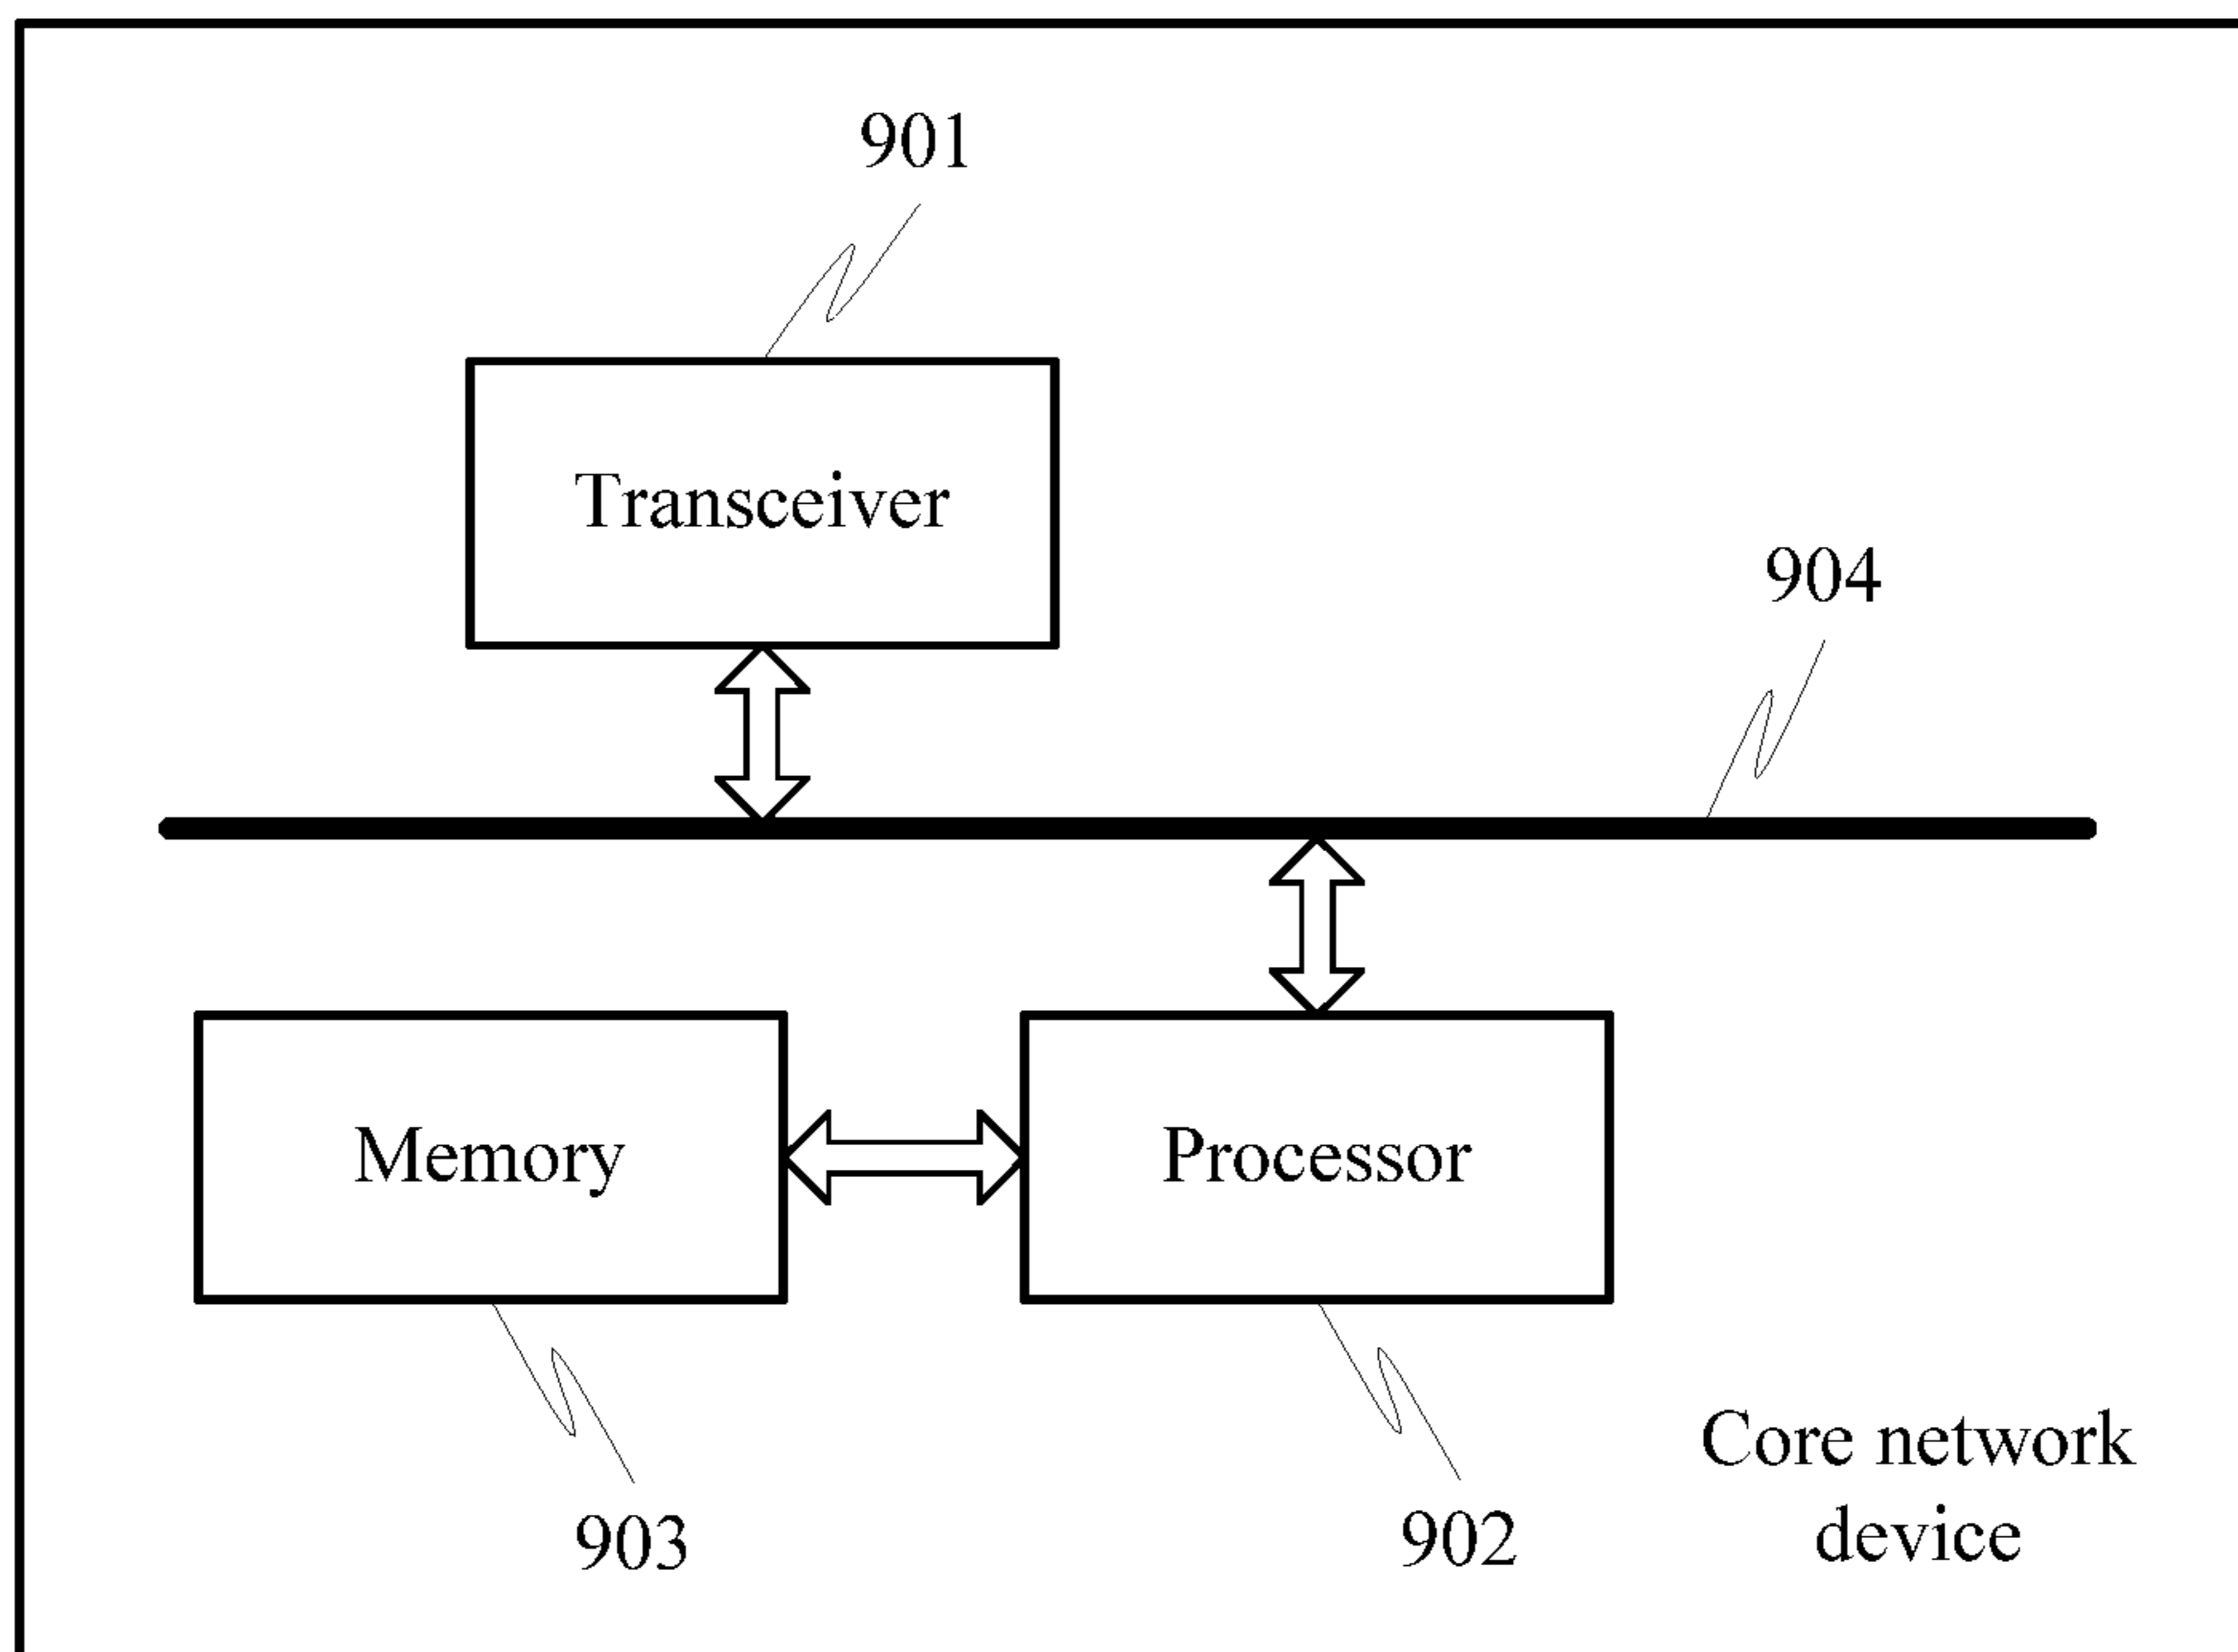 901
Transceiver
904
Memory
Processor
Core network
device
903
902